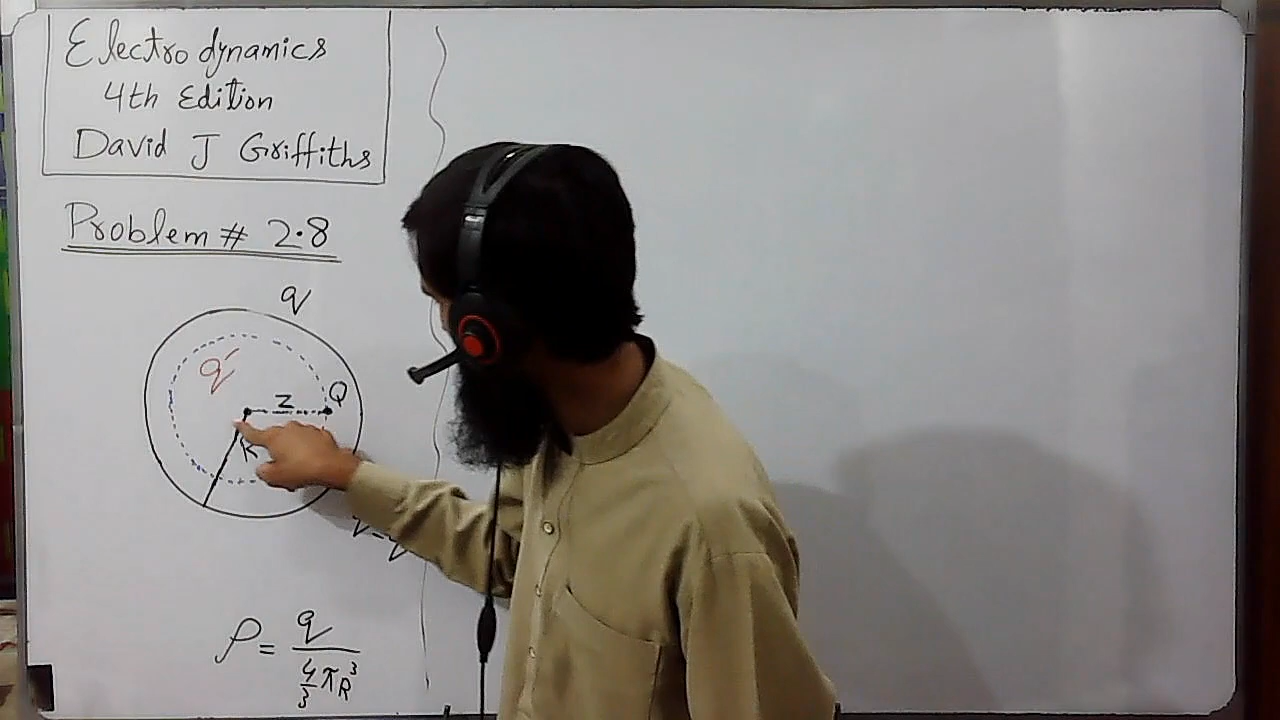 Electrodynamics
4th Edition
David J Griffiths
Problem # 2.8
q
q'
z Q
R
ρ = q / 4/3 πR³